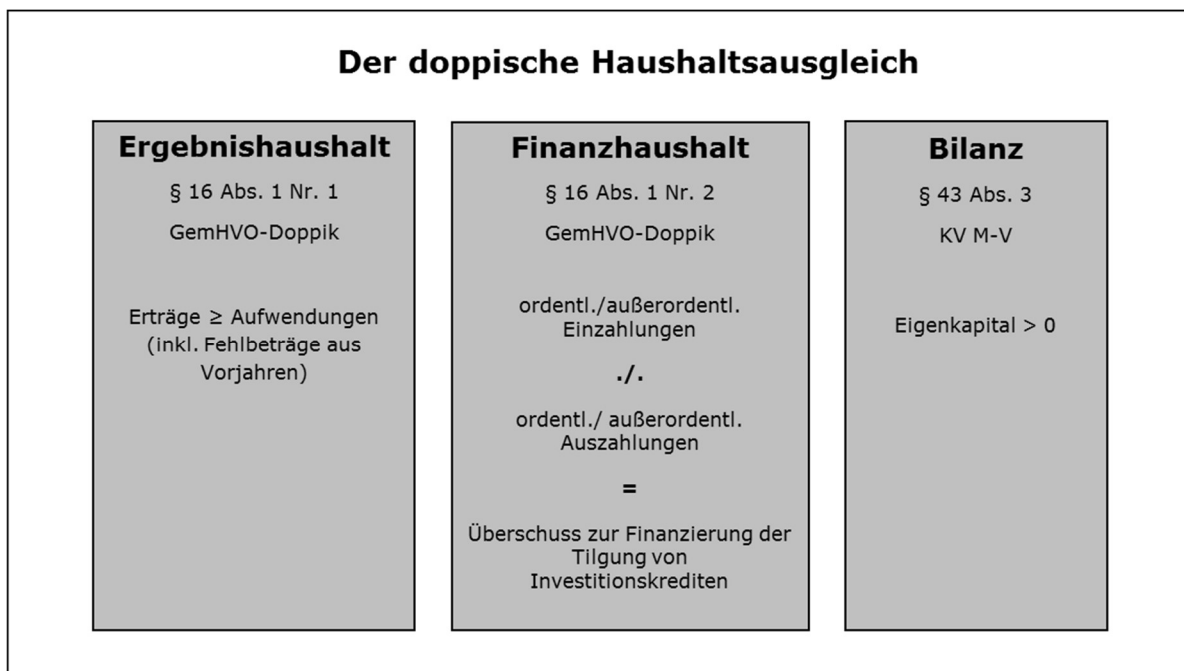 Der doppische Haushaltsausgleich
Ergebnishaushalt
§ 16 Abs. 1 Nr. 1
GemHVO-Doppik
Erträge ≥ Aufwendungen
(inkl. Fehlbeträge aus
Vorjahren)
Finanzhaushalt
§ 16 Abs. 1 Nr. 2
GemHVO-Doppik
ordentl./außerordentl.
Einzahlungen
./.
ordentl./ außerordentl.
Auszahlungen
=
Überschuss zur Finanzierung der
Tilgung von
Investitionskrediten
Bilanz
§ 43 Abs. 3
KV M-V
Eigenkapital > 0